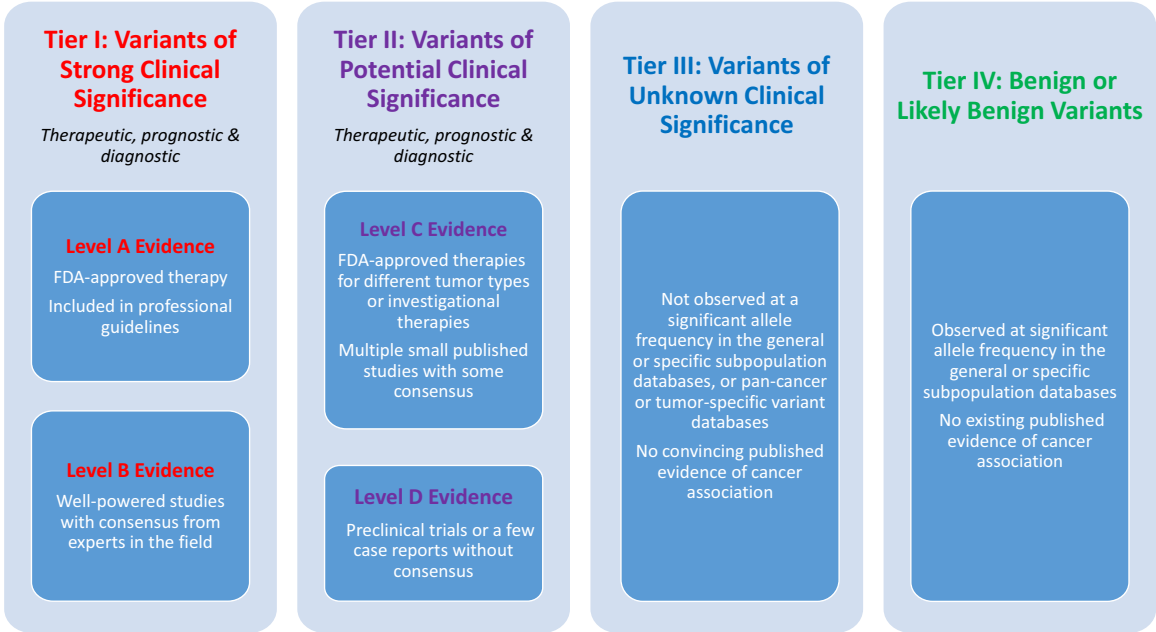 Tier I: Variants of
Strong Clinical
Significance
Therapeutic, prognostic &
diagnostic
Level A Evidence
FDA-approved therapy
Included in professional
guidelines
Level B Evidence
Well-powered studies
with consensus from
experts in the field
Tier II: Variants of
Potential Clinical
Significance
Therapeutic, prognostic &
diagnostic
Level C Evidence
FDA-approved therapies
for different tumor types
or investigational
therapies
Multiple small published
studies with some
consensus
Level D Evidence
Preclinical trials or a few
case reports without
consensus
Tier III: Variants of
Unknown Clinical
Significance
Not observed at a
significant allele
frequency in the general
or specific subpopulation
databases, or pan-cancer
or tumor-specific variant
databases
No convincing published
evidence of cancer
association
Tier IV: Benign or
Likely Benign Variants
Observed at significant
allele frequency in the
general or specific
subpopulation databases
No existing published
evidence of cancer
association